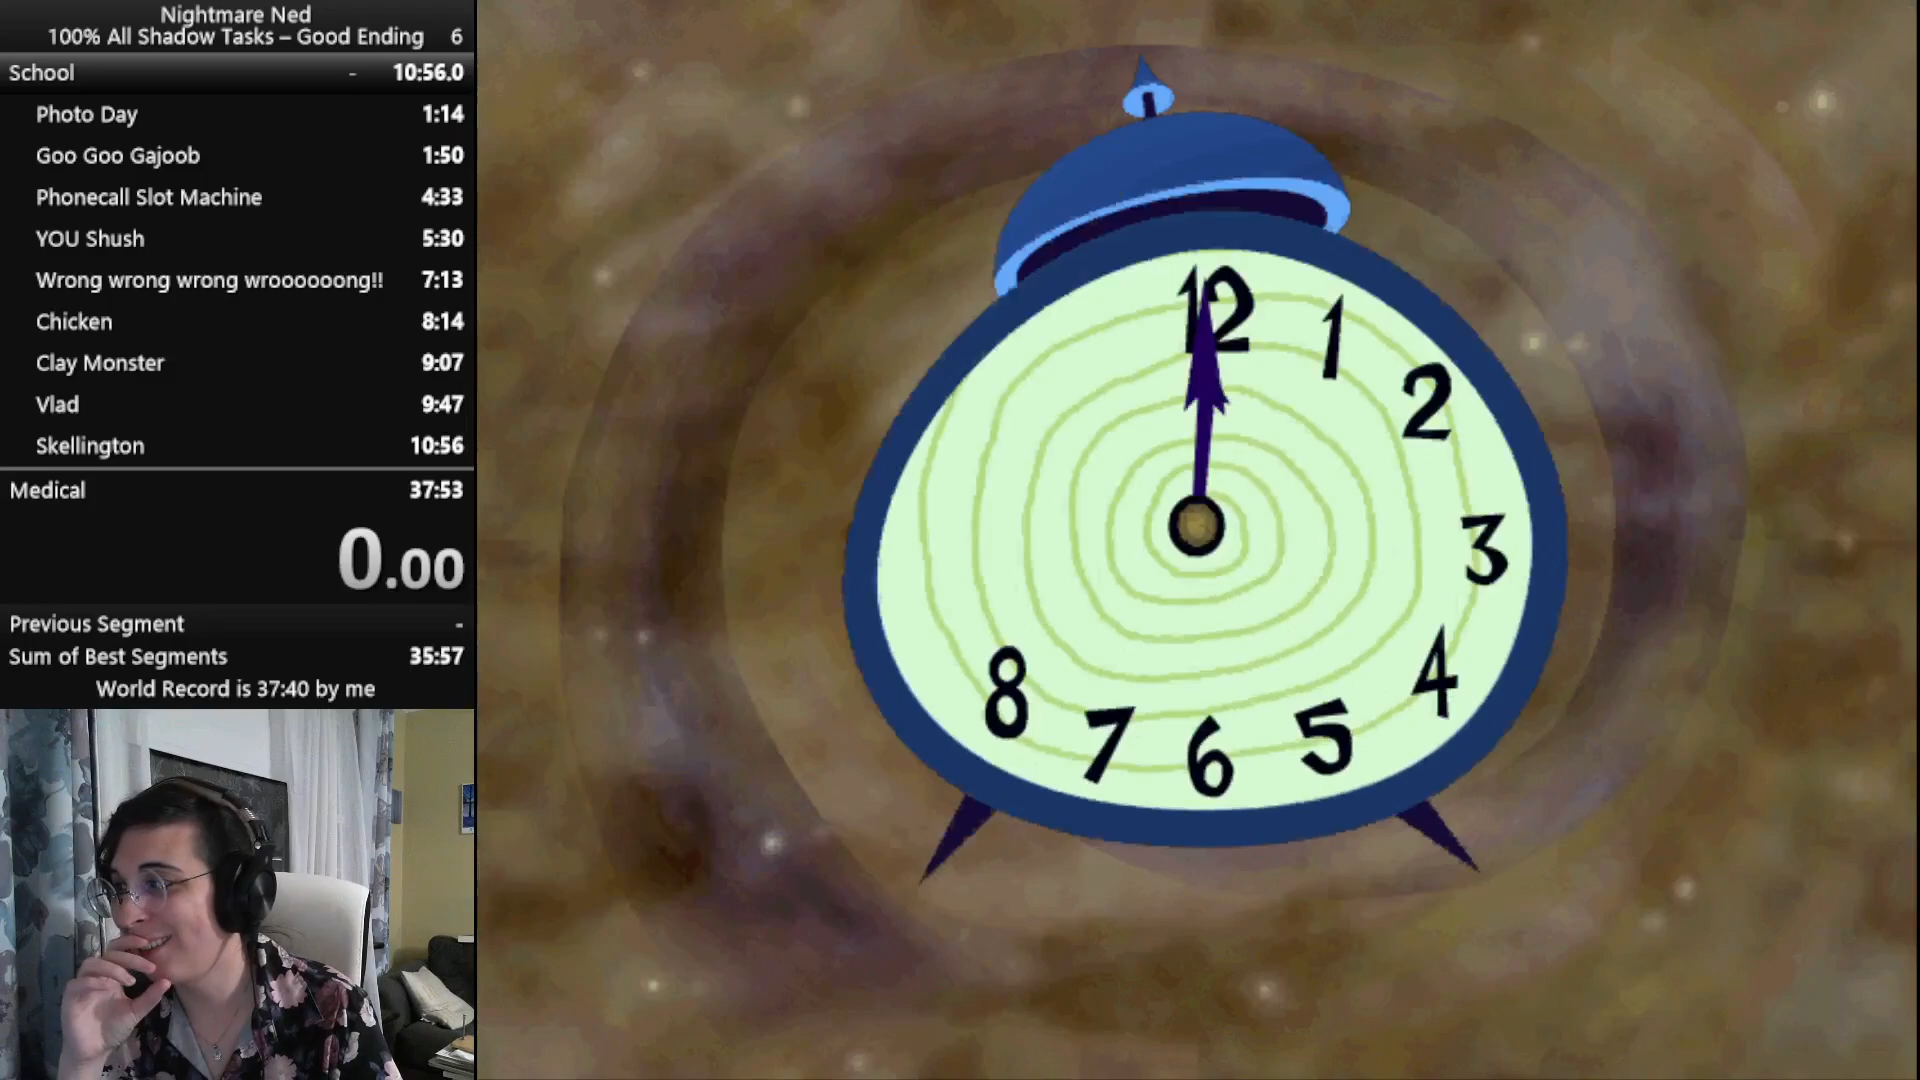 Nightmare Ned
100% All Shadow Tasks – Good Ending 6
School - 10:56.0
Photo Day 1:14
Goo Goo Gajoob 1:50
Phonecall Slot Machine 4:33
YOU Shush 5:30
Wrong wrong wrong wroooooong!! 7:13
Chicken 8:14
Clay Monster 9:07
Vlad 9:47
Skellington 10:56
Medical 37:53
0.00
Previous Segment -
Sum of Best Segments 35:57
World Record is 37:40 by me
12
1
2
3
4
5
6
7
8